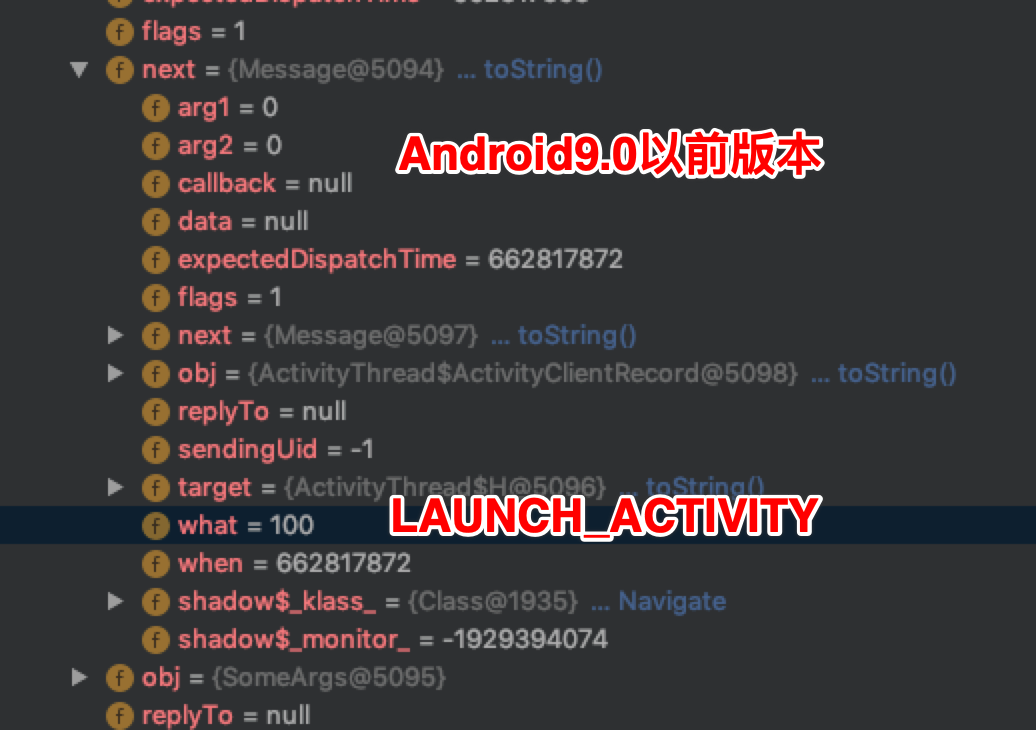 flags = 1
next = {Message@5094} ... toString()
arg1 = 0
arg2 = 0
Android9.0以前版本
callback = null
data = null
expectedDispatchTime = 662817872
flags = 1
next = {Message@5097} ... toString()
obj = {ActivityThread$ActivityClientRecord@5098} ... toString()
replyTo = null
sendingUid = -1
target = {ActivityThread$H@5096} ... toString()
what = 100
LAUNCH_ACTIVITY
when = 662817872
shadow$_klass_ = {Class@1935} ... Navigate
shadow$_monitor_ = -1929394074
obj = {SomeArgs@5095}
replyTo = null